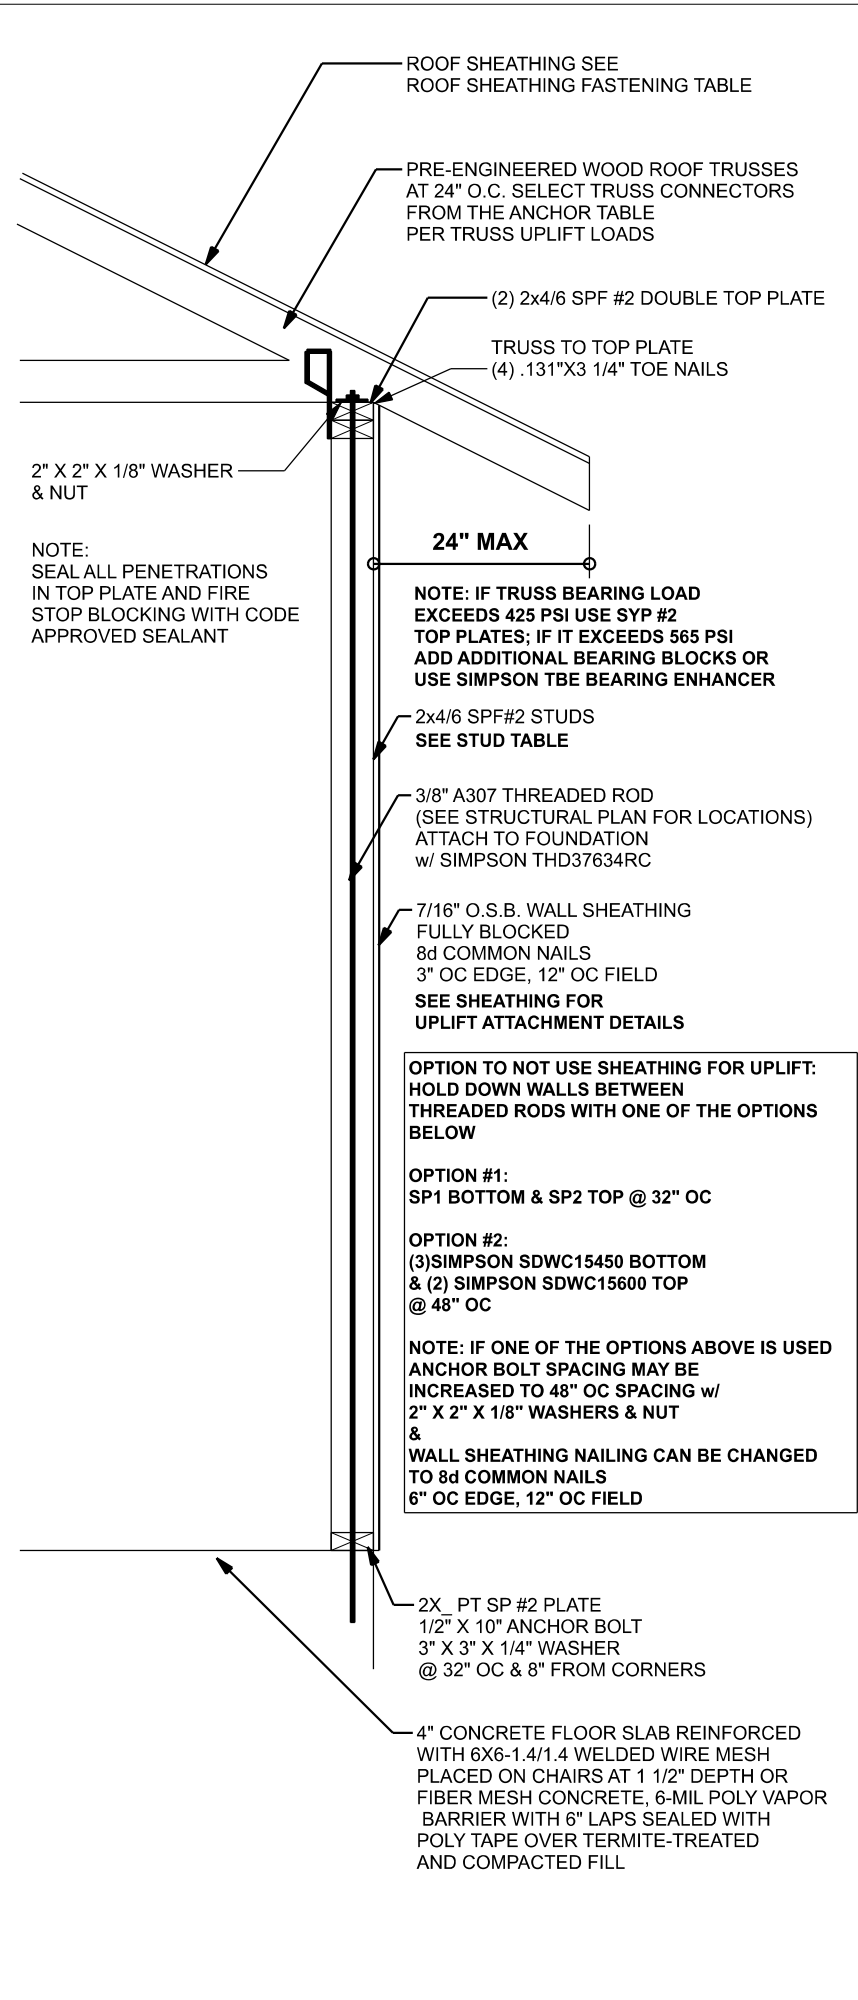 ROOF SHEATHING SEE
ROOF SHEATHING FASTENING TABLE
PRE-ENGINEERED WOOD ROOF TRUSSES
AT 24" O.C. SELECT TRUSS CONNECTORS
FROM THE ANCHOR TABLE
PER TRUSS UPLIFT LOADS
(2) 2x4/6 SPF #2 DOUBLE TOP PLATE
TRUSS TO TOP PLATE
(4) .131"X3 1/4" TOE NAILS
2" X 2" X 1/8" WASHER
& NUT
NOTE:
SEAL ALL PENETRATIONS
IN TOP PLATE AND FIRE
STOP BLOCKING WITH CODE
APPROVED SEALANT
24" MAX
NOTE: IF TRUSS BEARING LOAD
EXCEEDS 425 PSI USE SYP #2
TOP PLATES; IF IT EXCEEDS 565 PSI
ADD ADDITIONAL BEARING BLOCKS OR
USE SIMPSON TBE BEARING ENHANCER
2x4/6 SPF#2 STUDS
SEE STUD TABLE
3/8" A307 THREADED ROD
(SEE STRUCTURAL PLAN FOR LOCATIONS)
ATTACH TO FOUNDATION
w/ SIMPSON THD37634RC
7/16" O.S.B. WALL SHEATHING
FULLY BLOCKED
8d COMMON NAILS
3" OC EDGE, 12" OC FIELD
SEE SHEATHING FOR
UPLIFT ATTACHMENT DETAILS
OPTION TO NOT USE SHEATHING FOR UPLIFT:
HOLD DOWN WALLS BETWEEN
THREADED RODS WITH ONE OF THE OPTIONS
BELOW
OPTION #1:
SP1 BOTTOM & SP2 TOP @ 32" OC
OPTION #2:
(3)SIMPSON SDWC15450 BOTTOM
& (2) SIMPSON SDWC15600 TOP
@ 48" OC
NOTE: IF ONE OF THE OPTIONS ABOVE IS USED
ANCHOR BOLT SPACING MAY BE
INCREASED TO 48" OC SPACING w/
2" X 2" X 1/8" WASHERS & NUT
&
WALL SHEATHING NAILING CAN BE CHANGED
TO 8d COMMON NAILS
6" OC EDGE, 12" OC FIELD
2X_ PT SP #2 PLATE
1/2" X 10" ANCHOR BOLT
3" X 3" X 1/4" WASHER
@ 32" OC & 8" FROM CORNERS
4" CONCRETE FLOOR SLAB REINFORCED
WITH 6X6-1.4/1.4 WELDED WIRE MESH
PLACED ON CHAIRS AT 1 1/2" DEPTH OR
FIBER MESH CONCRETE, 6-MIL POLY VAPOR
BARRIER WITH 6" LAPS SEALED WITH
POLY TAPE OVER TERMITE-TREATED
AND COMPACTED FILL